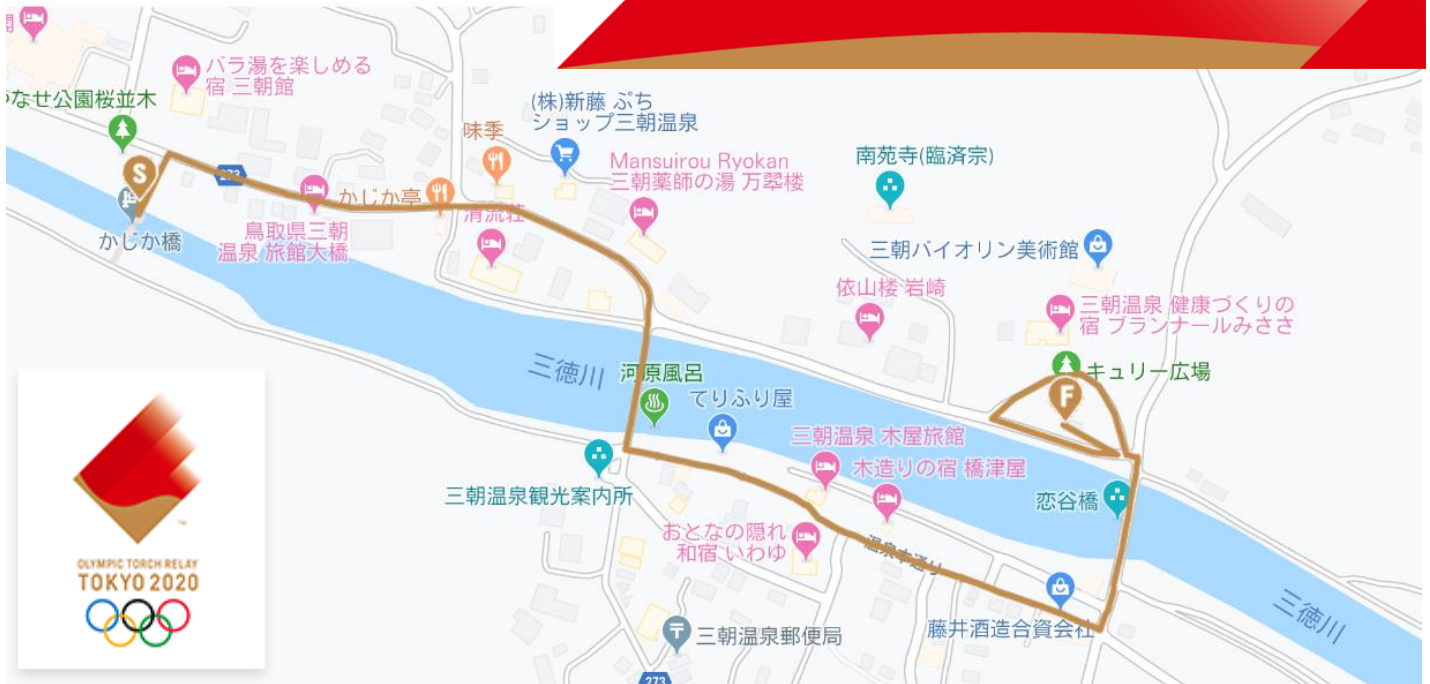 バラ湯を楽しめる
宿 三朝館
なせ公園桜並木
(株)新藤 ぷち
ショップ三朝温泉
味季
Mansuirou Ryokan
三朝薬師の湯 万翠楼
南苑寺(臨済宗)
S
273
かじか亭
清流荘
かじか橋
鳥取県三朝
温泉 旅館大橋
三朝バイオリン美術館
依山楼 岩崎
三朝温泉 健康づくりの
宿 ブランナールみささ
三徳川
河原風呂
キュリー広場
F
てりふり屋
三朝温泉 木屋旅館
木造りの宿 橋津屋
三朝温泉観光案内所
恋谷橋
おとなの隠れ
和宿 いわゆ
温泉本通り
三徳川
藤井酒造合資会社
三朝温泉郵便局
273
OLYMPIC TORCH RELAY
TOKYO 2020